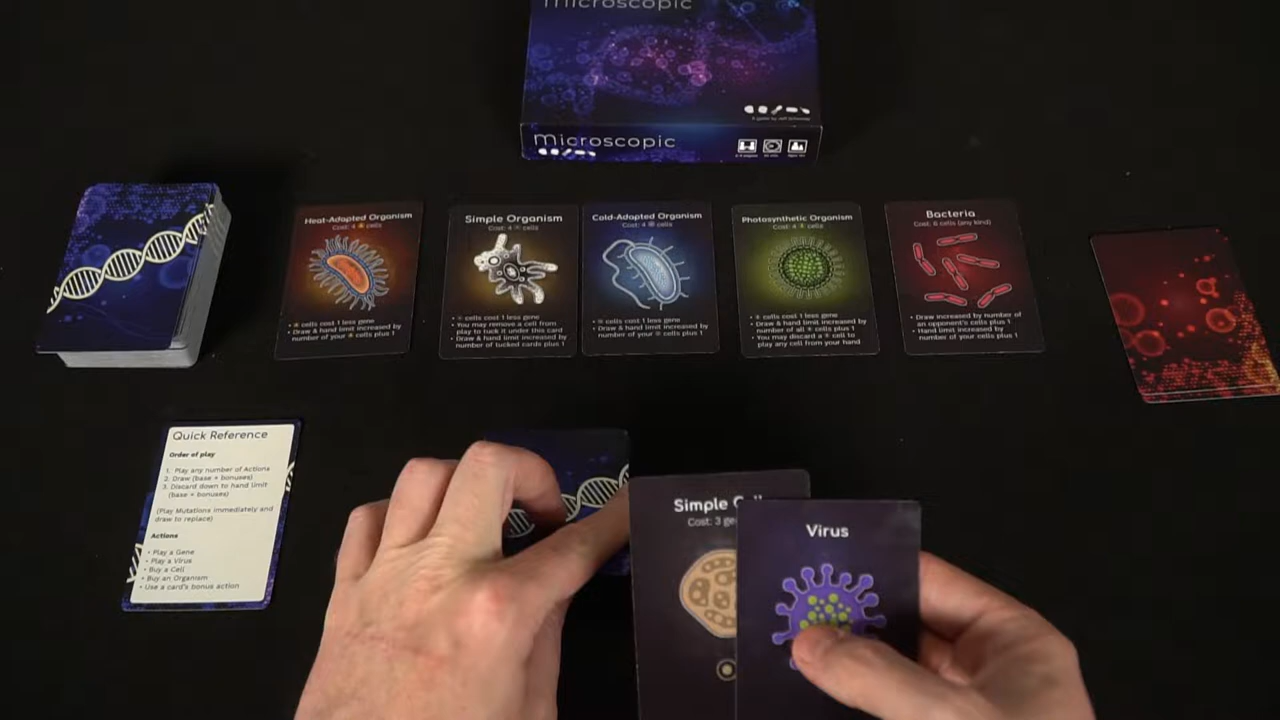 microscopic
A game by Jeff Schoenay
microscopic
Heat-Adapted Organism
Cost: 4 cells
• cells cost 1 less gene
• Draw & hand limit increased by
number of your cells plus 1
Simple Organism
Cost: 4 cells
• cells cost 1 less gene
• You may remove a cell from
play to tuck it under this card
• Draw & hand limit increased by
number of tucked cards plus 1
Cold-Adapted Organism
Cost: 4 cells
• cells cost 1 less gene
• Draw & hand limit increased by
number of your cells plus 1
Photosynthetic Organism
Cost: 4 cells
• cells cost 1 less gene
• Draw & hand limit increased by
number of all cells plus 1
• You may discard a cell to
play any cell from your hand
Bacteria
Cost: 6 cells (any kind)
• Draw increased by number of
an opponent's cells plus 1
• Hand limit increased by
number of your cells plus 1
Quick Reference
Order of play
1. Play any number of Actions
2. Draw (base + bonuses)
3. Discard down to hand limit
(base + bonuses)
(Play Mutations immediately and
draw to replace)
Actions
• Play a Gene
• Play a Virus
• Buy a Cell
• Buy an Organism
• Use a card's bonus action
Simple
Cost: 3
Virus